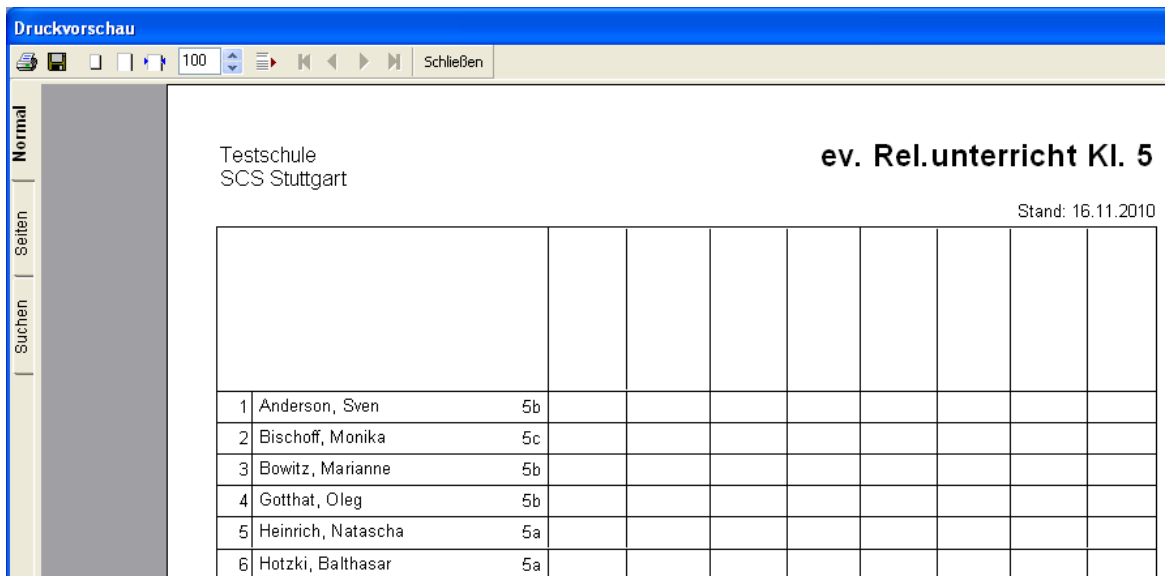 Druckvorschau
100 Schließen
Normal
Seiten
Suchen
Testschule
SCS Stuttgart
ev. Rel.unterricht Kl. 5
Stand: 16.11.2010
1 Anderson, Sven 5b
2 Bischoff, Monika 5c
3 Bowitz, Marianne 5b
4 Gotthat, Oleg 5b
5 Heinrich, Natascha 5a
6 Hotzki, Balthasar 5a